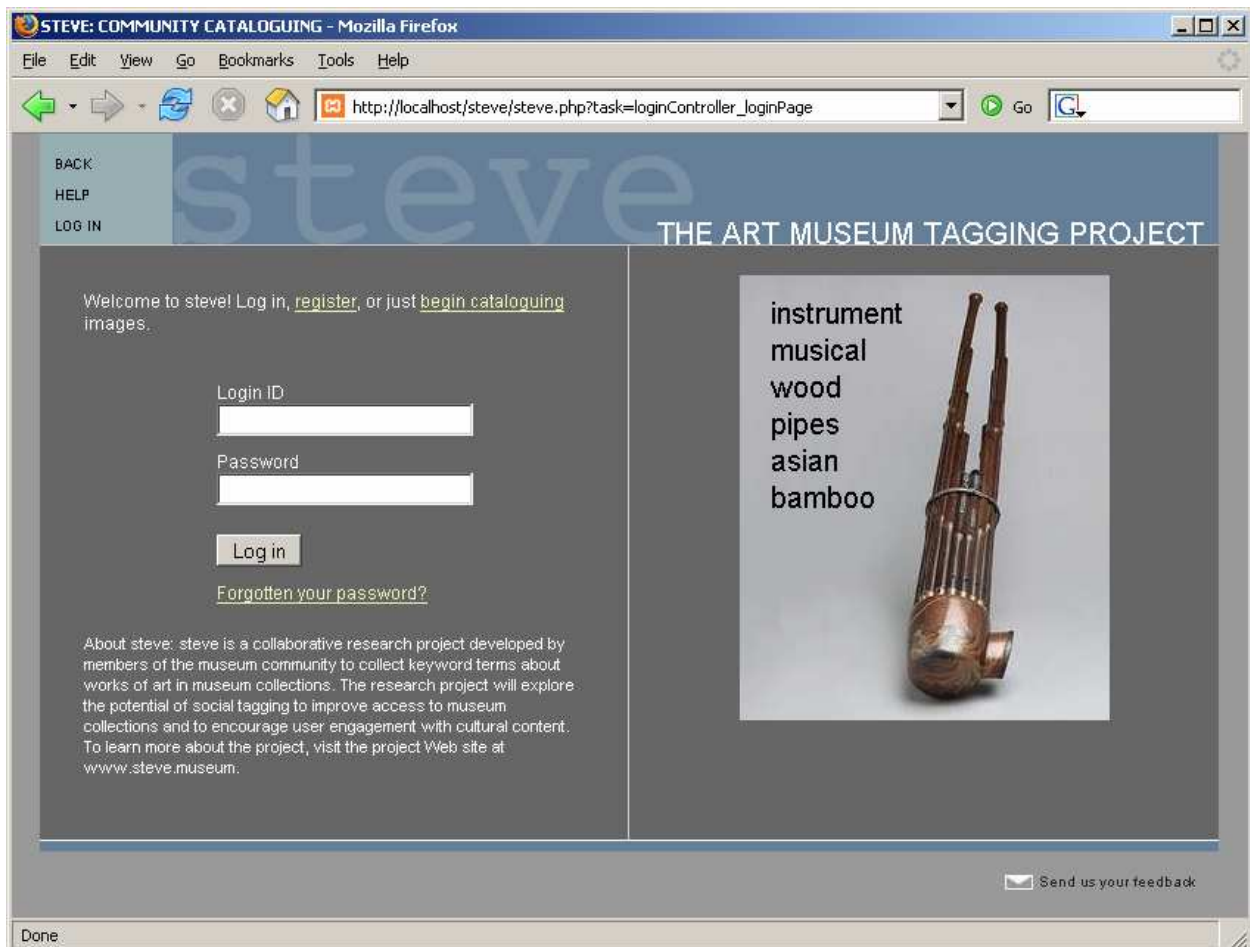 STEVE: COMMUNITY CATALOGUING - Mozilla Firefox
File Edit View Go Bookmarks Tools Help
http://localhost/steve/steve.php?task=loginController_loginPage
Go
G
steve
BACK
HELP
LOG IN
THE ART MUSEUM TAGGING PROJECT
Welcome to steve! Log in, register, or just begin cataloguing
images.
Login ID
Password
Log in
Forgotten your password?
About steve: steve is a collaborative research project developed by
members of the museum community to collect keyword terms about
works of art in museum collections. The research project will explore
the potential of social tagging to improve access to museum
collections and to encourage user engagement with cultural content.
To learn more about the project, visit the project Web site at
www.steve.museum.
instrument
musical
wood
pipes
asian
bamboo
Send us your feedback
Done